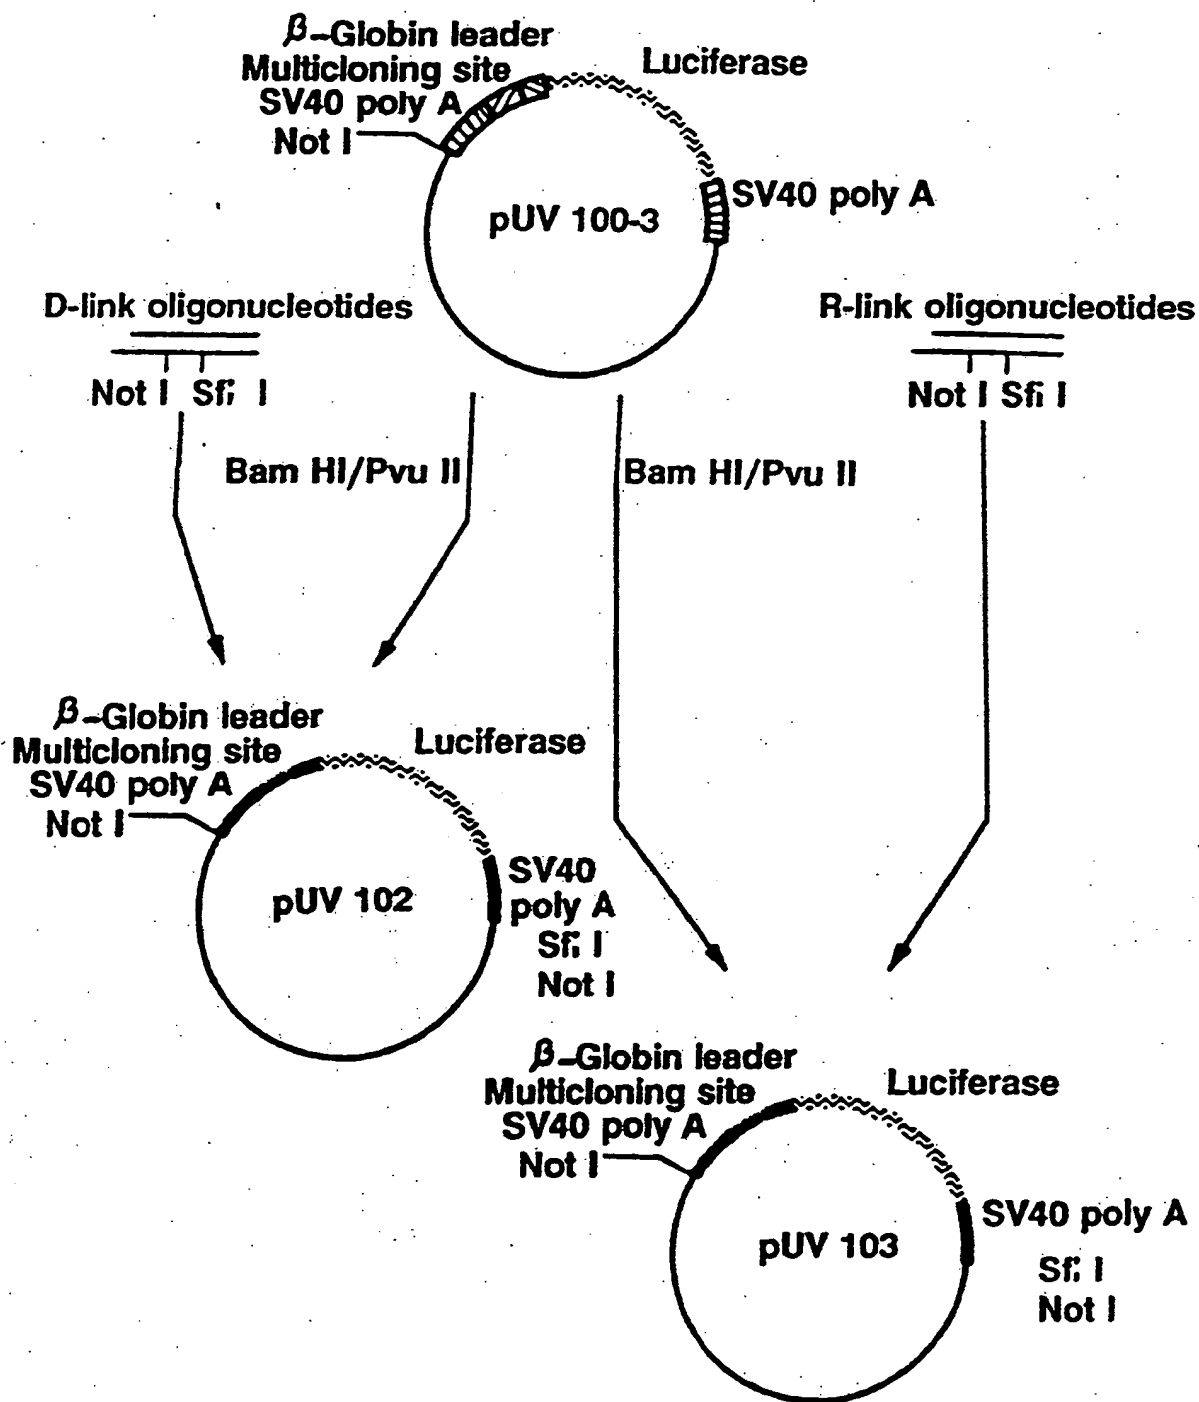 β-Globin leader
Multicloning site
SV40 poly A
Not I
Luciferase
SV40 poly A
pUV 100-3
D-link oligonucleotides
Not I Sfi I
R-link oligonucleotides
Not I Sfi I
Bam HI/Pvu II
Bam HI/Pvu II
β-Globin leader
Multicloning site
SV40 poly A
Not I
Luciferase
SV40
poly A
Sfi I
Not I
pUV 102
β-Globin leader
Multicloning site
SV40 poly A
Not I
Luciferase
SV40 poly A
Sfi I
Not I
pUV 103